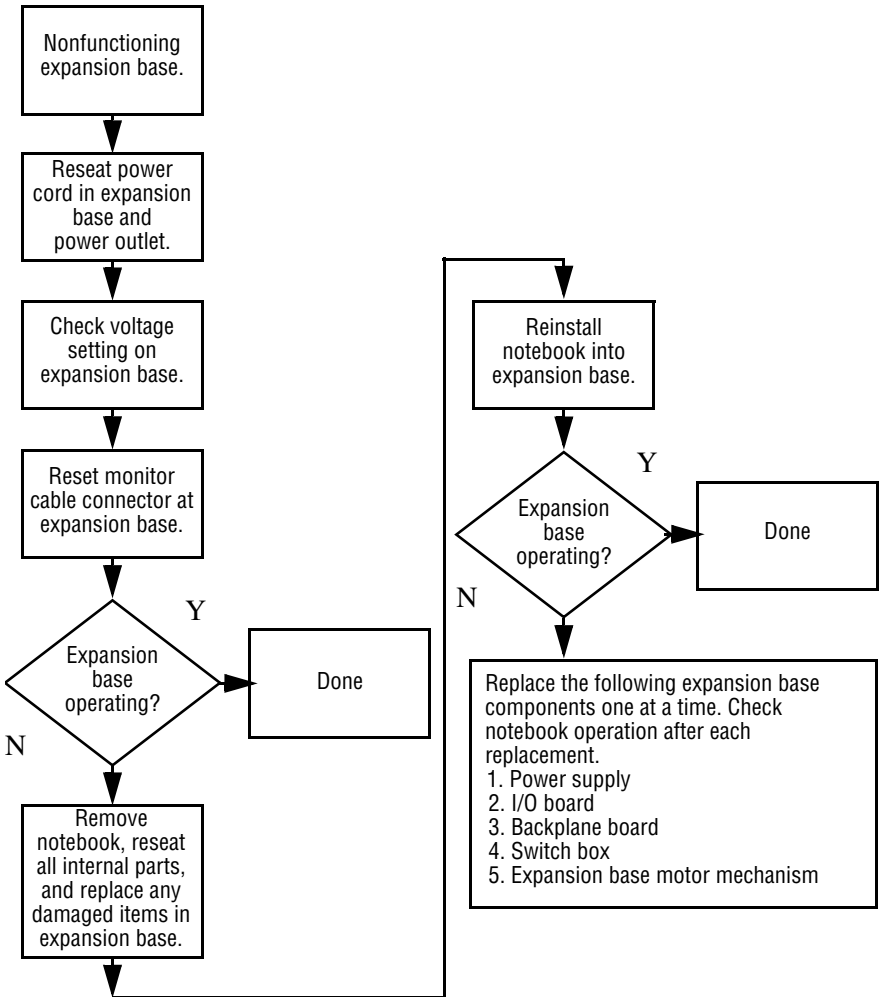 Nonfunctioning
expansion base.
Reseat power
cord in expansion
base and
power outlet.
Check voltage
setting on
expansion base.
Reset monitor
cable connector at
expansion base.
Y
Expansion
base
operating?
Done
N
Remove
notebook, reseat
all internal parts,
and replace any
damaged items in
expansion base.
Reinstall
notebook into
expansion base.
Y
Expansion
base
operating?
Done
N
Replace the following expansion base
components one at a time. Check
notebook operation after each
replacement.
1. Power supply
2. I/O board
3. Backplane board
4. Switch box
5. Expansion base motor mechanism